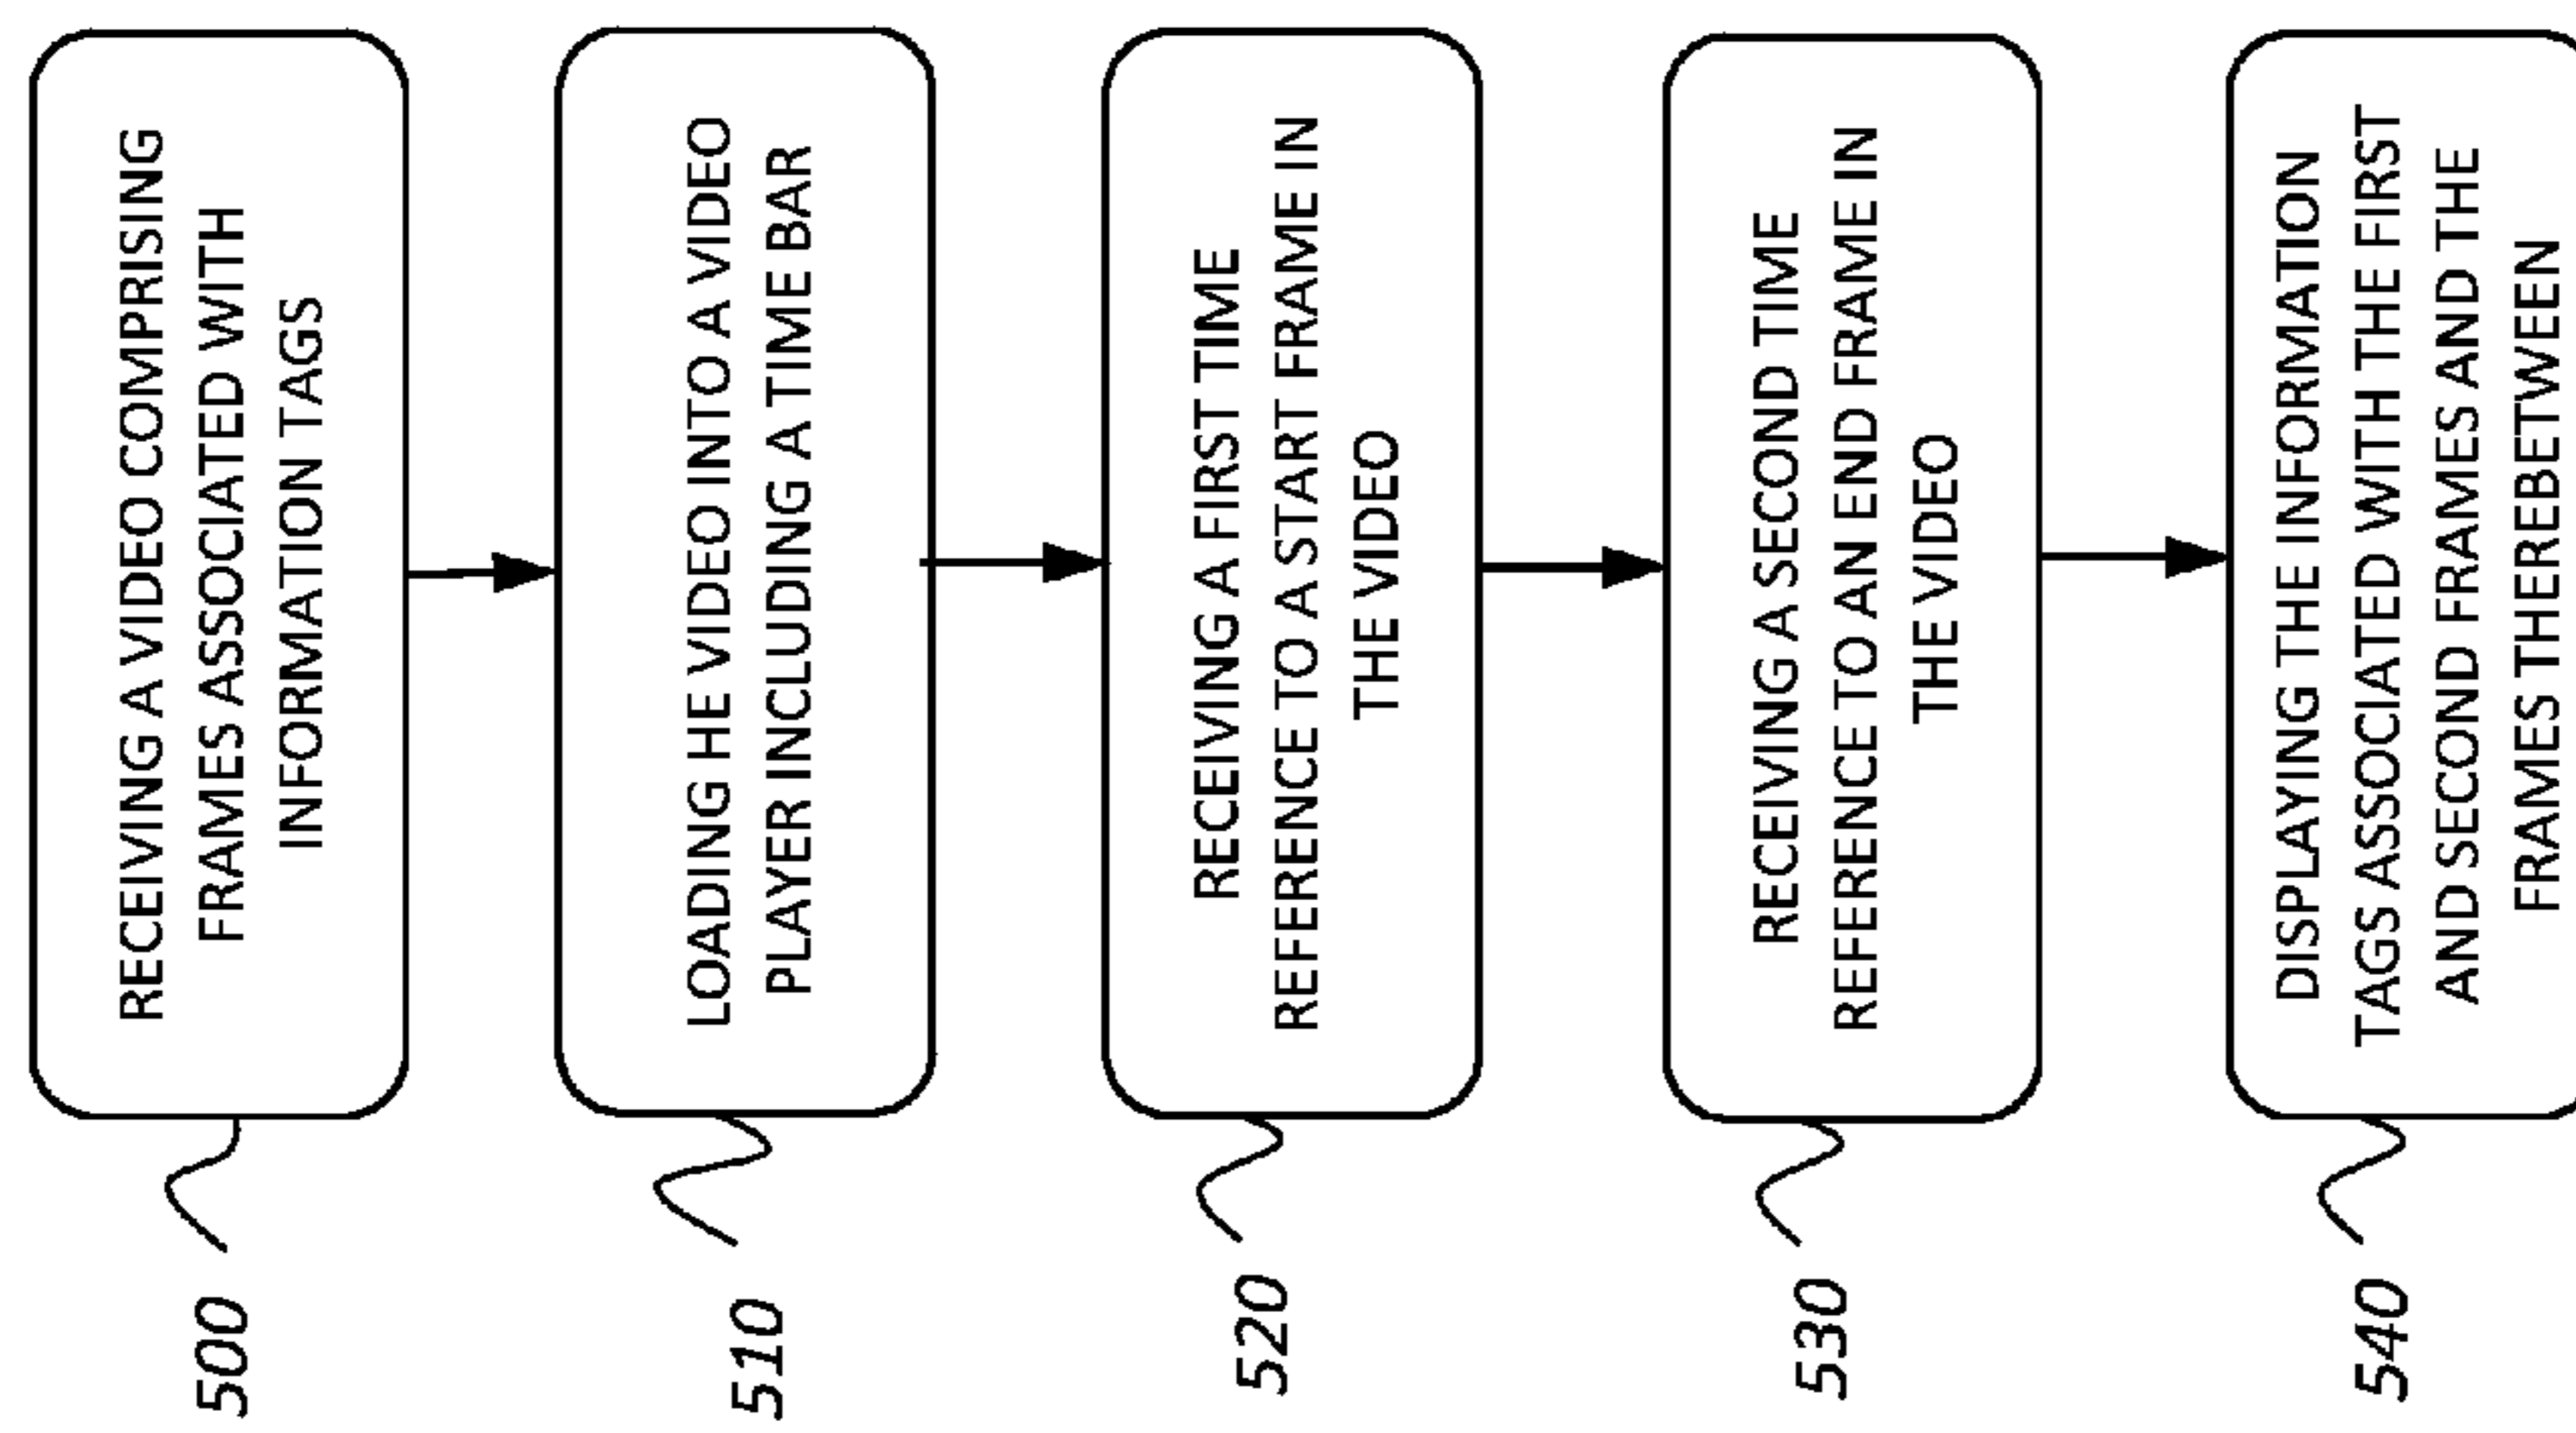 500
RECEIVING A VIDEO COMPRISING
FRAMES ASSOCIATED WITH
INFORMATION TAGS
510
LOADING HE VIDEO INTO A VIDEO
PLAYER INCLUDING A TIME BAR
520
RECEIVING A FIRST TIME
REFERENCE TO A START FRAME IN
THE VIDEO
530
RECEIVING A SECOND TIME
REFERENCE TO AN END FRAME IN
THE VIDEO
540
DISPLAYING THE INFORMATION
TAGS ASSOCIATED WITH THE FIRST
AND SECOND FRAMES AND THE
FRAMES THEREBETWEEN